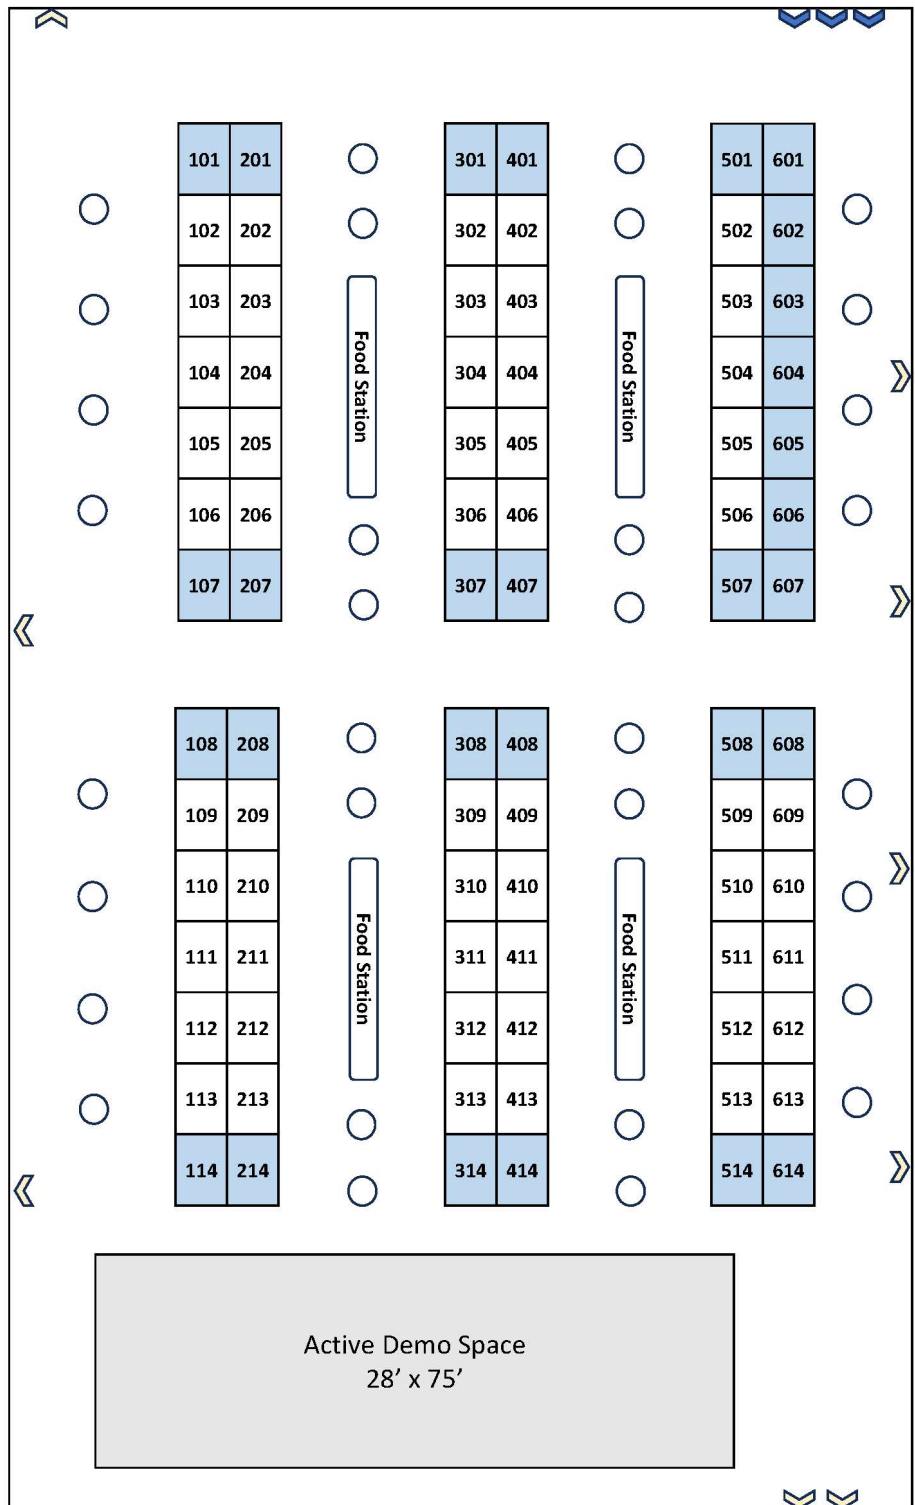 101 201 301 401 501 601
102 202 302 402 502 602
103 203 303 403 503 603
104 204 304 404 504 604
105 205 305 405 505 605
106 206 306 406 506 606
107 207 307 407 507 607
Food Station
Food Station
108 208 308 408 508 608
109 209 309 409 509 609
110 210 310 410 510 610
111 211 311 411 511 611
112 212 312 412 512 612
113 213 313 413 513 613
114 214 314 414 514 614
Food Station
Food Station
Active Demo Space
28’ x 75’